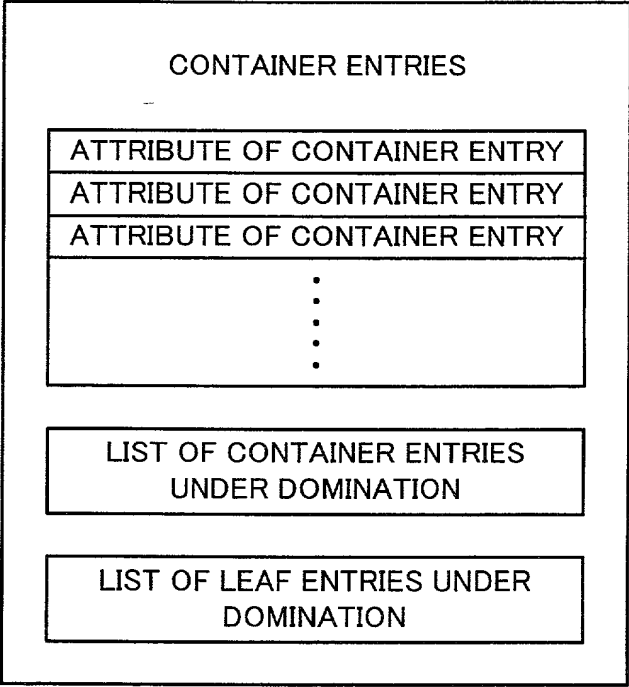 CONTAINER ENTRIES
ATTRIBUTE OF CONTAINER ENTRY
ATTRIBUTE OF CONTAINER ENTRY
ATTRIBUTE OF CONTAINER ENTRY
LIST OF CONTAINER ENTRIES
UNDER DOMINATION
LIST OF LEAF ENTRIES UNDER
DOMINATION